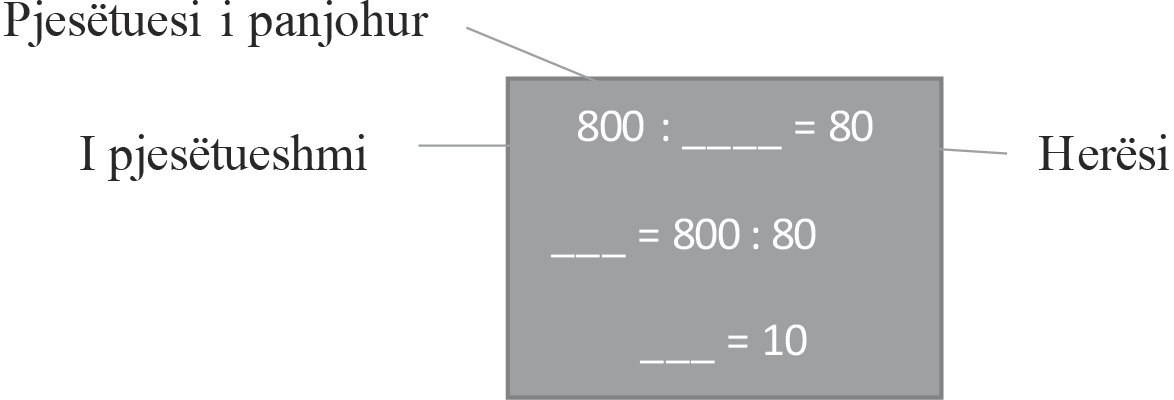 Pjesëtuesi i panjohur
800 : ____ = 80
I pjesëtueshmi
Herësi
___ = 800 : 80
___ = 10